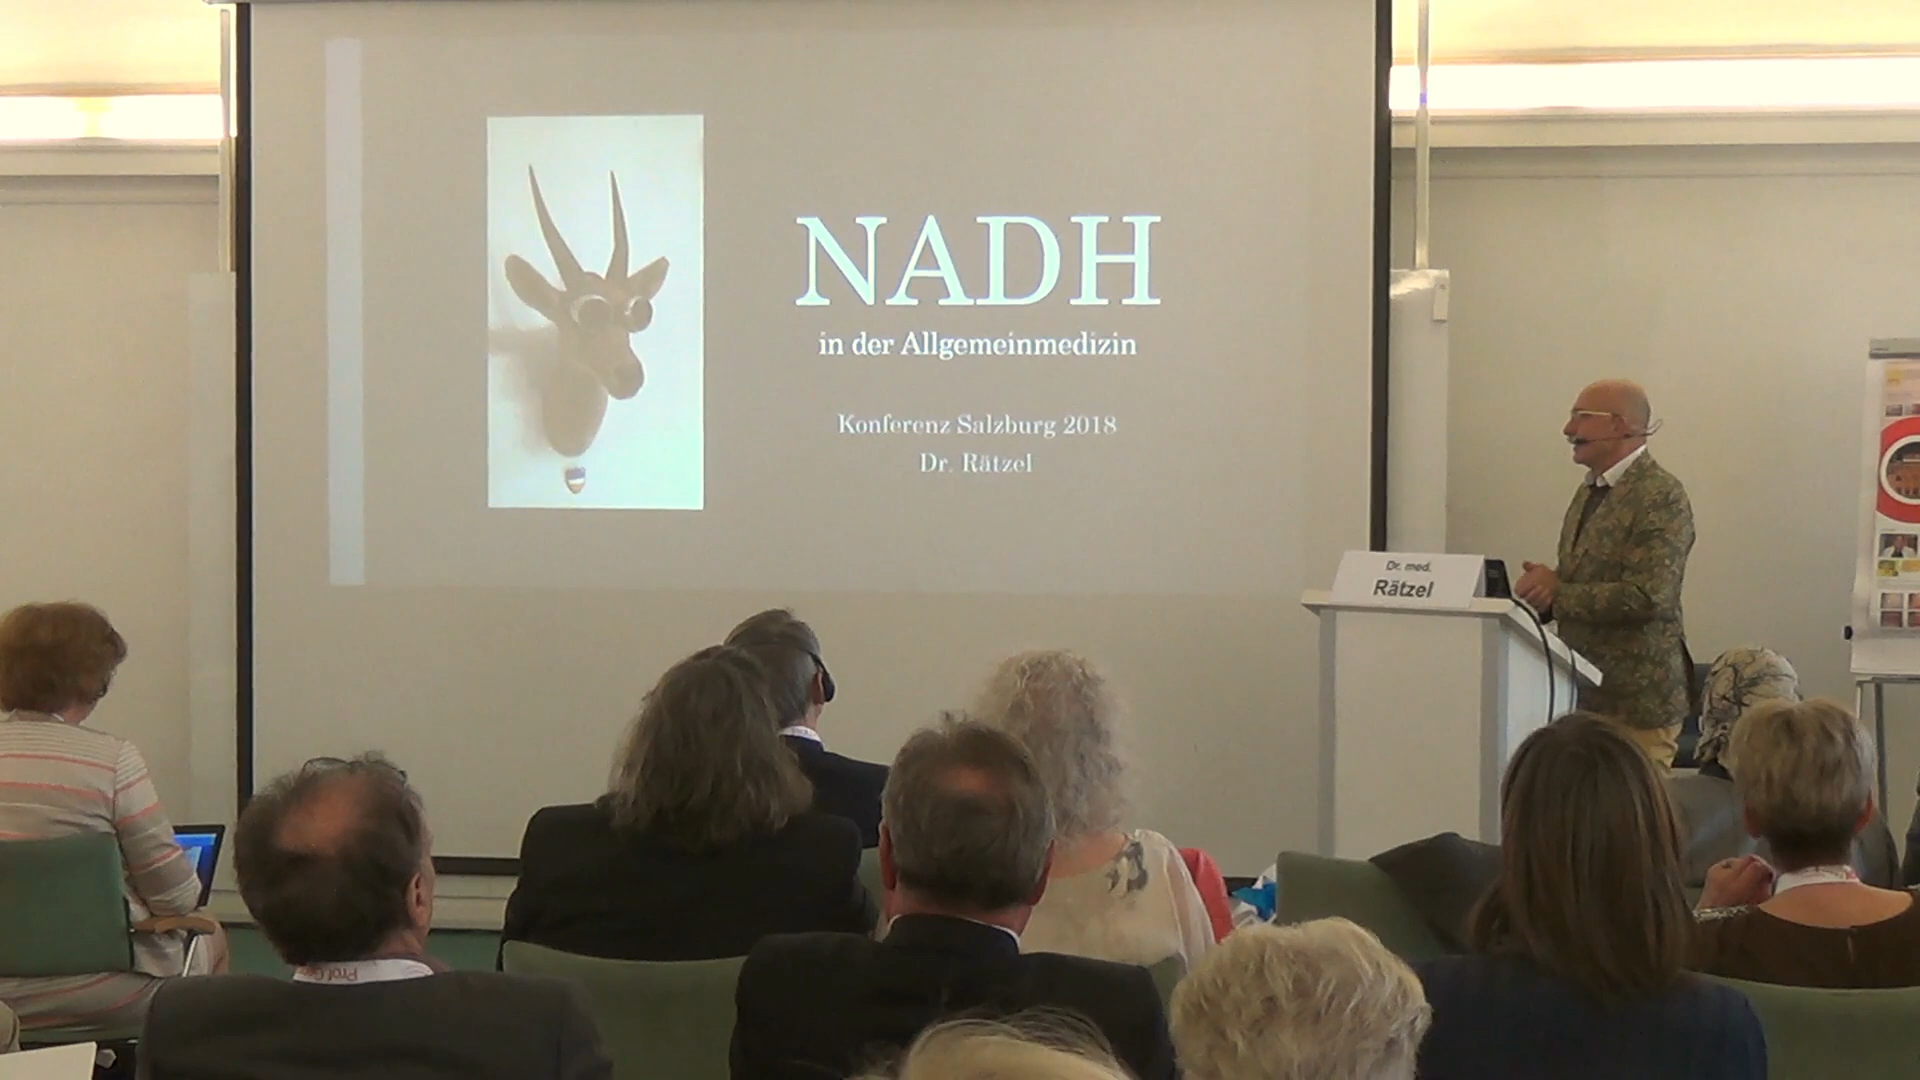 NADH
in der Allgemeinmedizin
Konferenz Salzburg 2018
Dr. Rätzel
Dr. med.
Rätzel